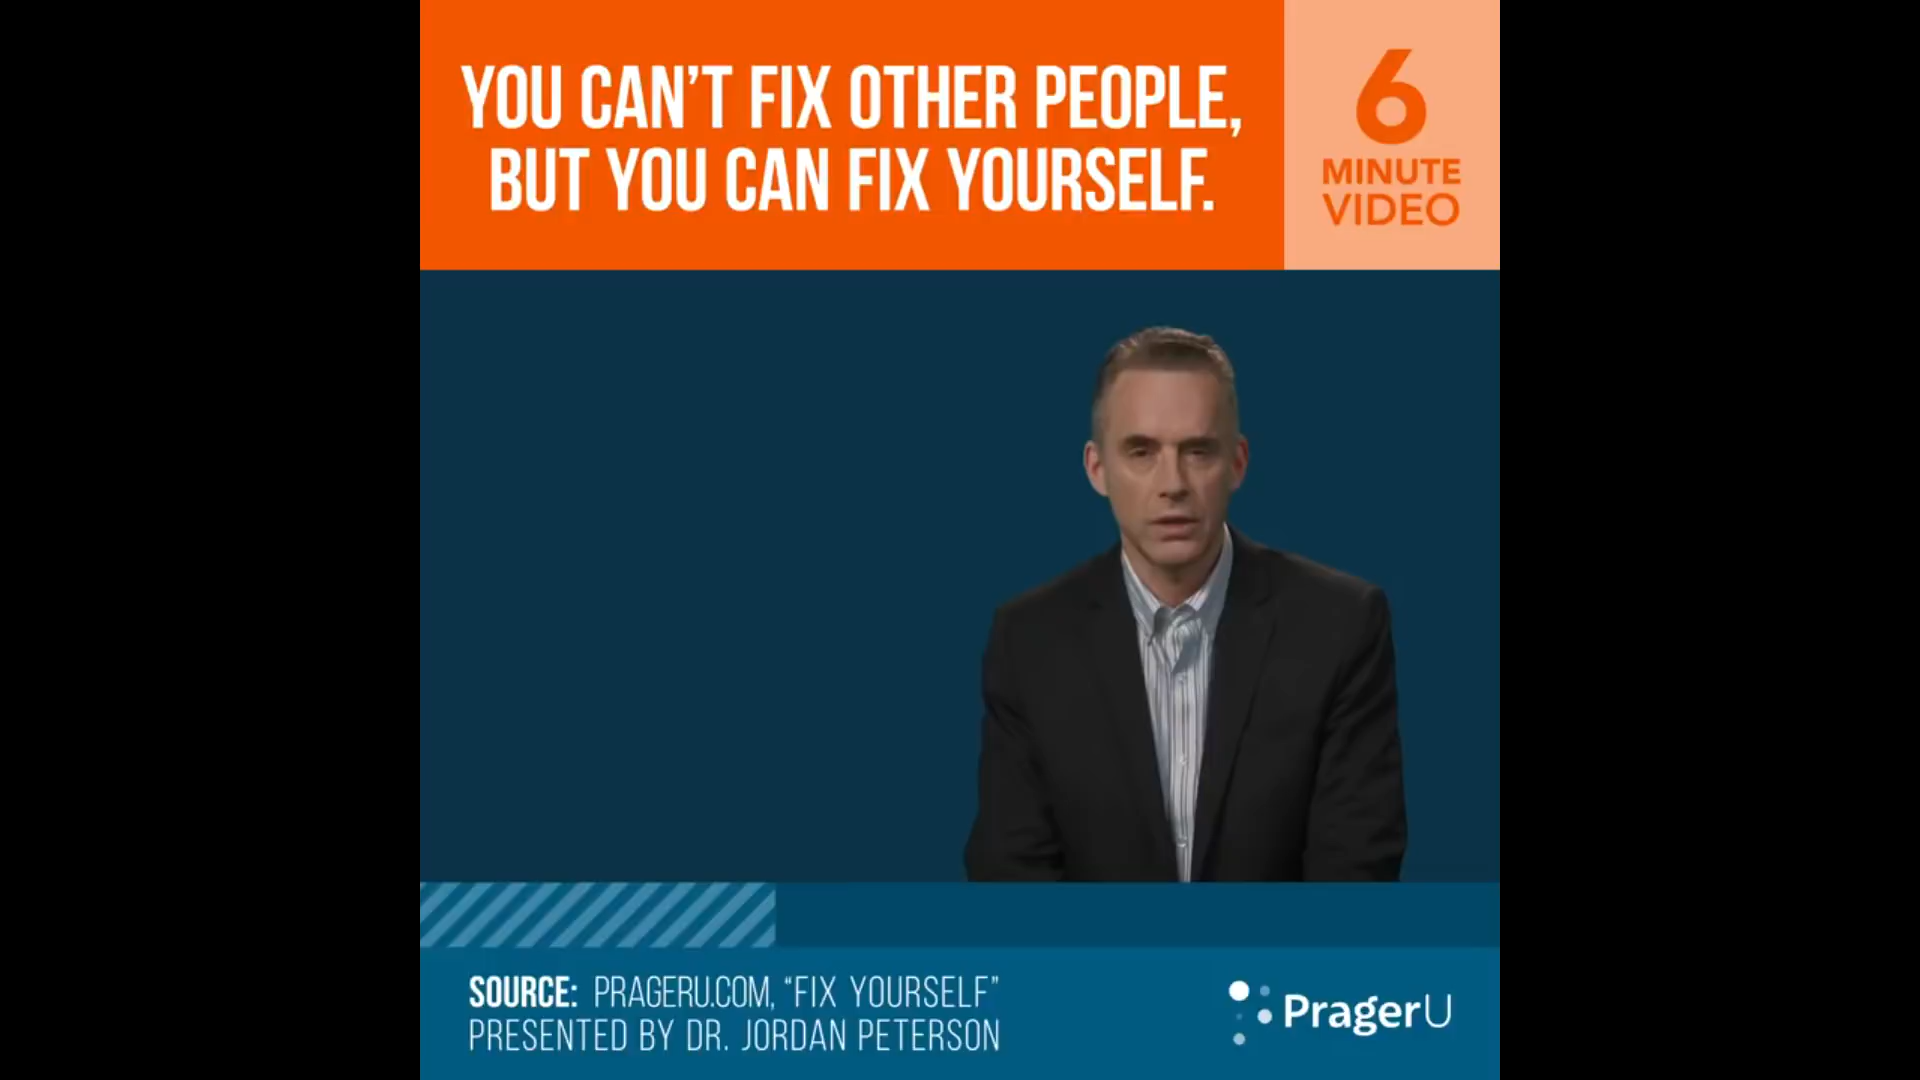 YOU CAN'T FIX OTHER PEOPLE,
BUT YOU CAN FIX YOURSELF.
6
MINUTE
VIDEO
SOURCE: PRAGERU.COM, “FIX YOURSELF”
PRESENTED BY DR. JORDAN PETERSON
PragerU